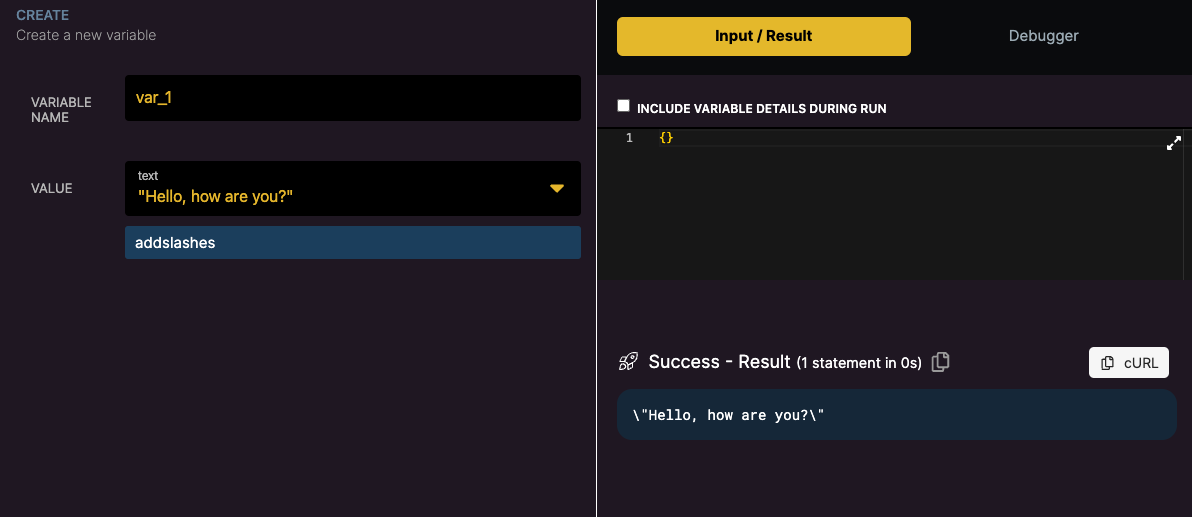 CREATE
Create a new variable
VARIABLE
NAME
var_1
VALUE
text
"Hello, how are you?"
addslashes
Input / Result
Debugger
INCLUDE VARIABLE DETAILS DURING RUN
1 {}
Success - Result (1 statement in 0s)
cURL
\"Hello, how are you?\"